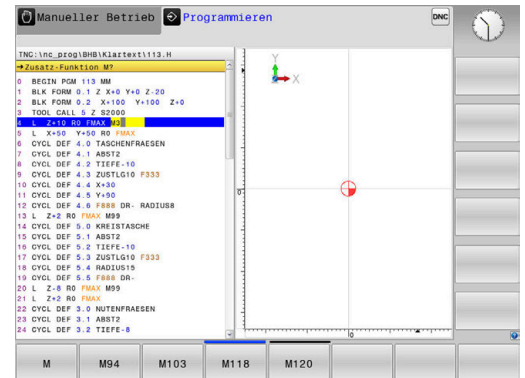 Manueller Betrieb
Programmieren
DNC
TNC:\nc_prog\BHB\Klartext\113.H
→Zusatz-Funktion M?
0 BEGIN PGM 113 MM
1 BLK FORM 0.1 Z X+0 Y+0 Z-20
2 BLK FORM 0.2 X+100 Y+100 Z+0
3 TOOL CALL 5 Z S2000
4 L Z+10 R0 FMAX M3
5 L X+50 Y+50 R0 FMAX
6 CYCL DEF 4.0 TASCHENFRAESEN
7 CYCL DEF 4.1 ABST2
8 CYCL DEF 4.2 TIEFE-10
9 CYCL DEF 4.3 ZUSTLG10 F333
10 CYCL DEF 4.4 X+30
11 CYCL DEF 4.5 Y+90
12 CYCL DEF 4.6 F888 DR- RADIUS8
13 L Z+2 R0 FMAX M99
14 CYCL DEF 5.0 KREISTASCHE
15 CYCL DEF 5.1 ABST2
16 CYCL DEF 5.2 TIEFE-10
17 CYCL DEF 5.3 ZUSTLG10 F333
18 CYCL DEF 5.4 RADIUS15
19 CYCL DEF 5.5 F888 DR-
20 L Z-8 R0 FMAX M99
21 L Z+2 R0 FMAX
22 CYCL DEF 3.0 NUTENFRAESEN
23 CYCL DEF 3.1 ABST2
24 CYCL DEF 3.2 TIEFE-8
Y
X
0
0
M M94 M103 M118 M120